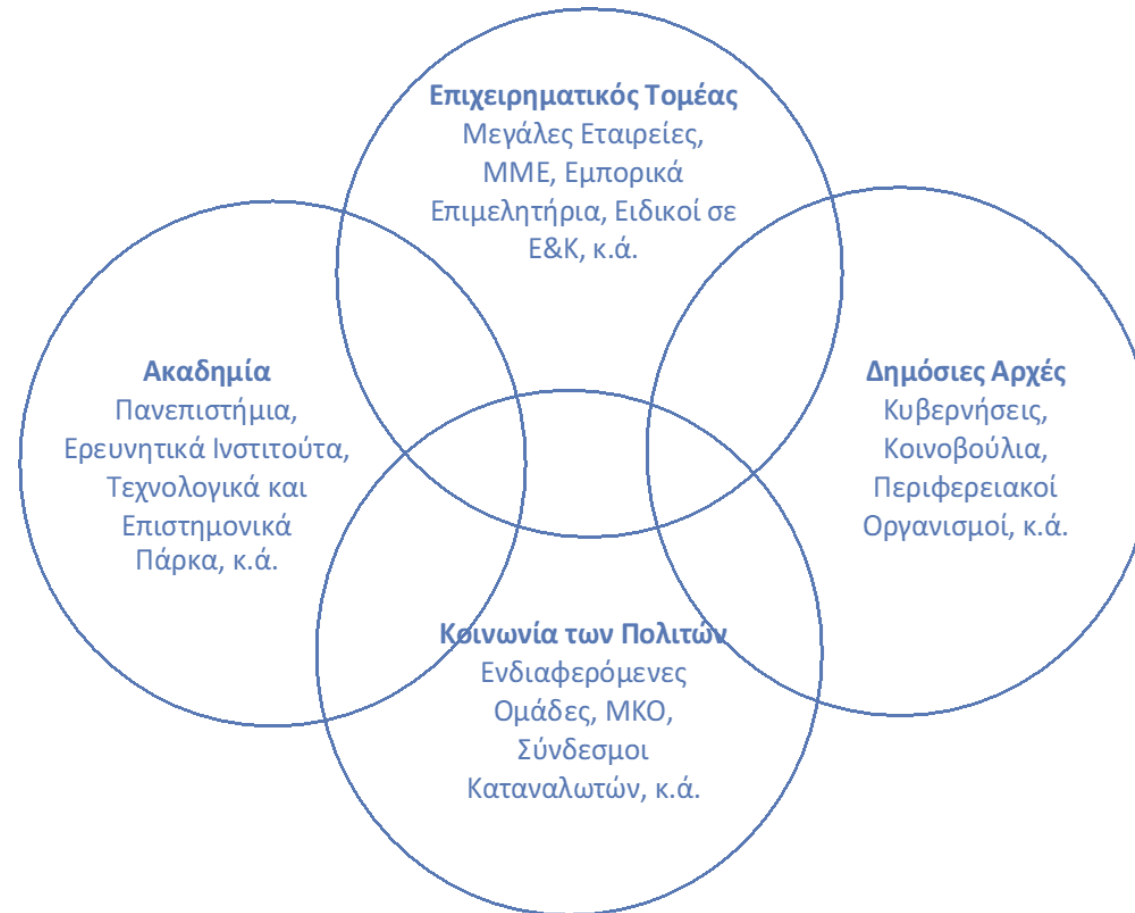 Επιχειρηματικός Τομέας
Μεγάλες Εταιρείες,
ΜΜΕ, Εμπορικά
Επιμελητήρια, Ειδικοί σε
Ε&Κ, κ.ά.
Ακαδημία
Πανεπιστήμια,
Ερευνητικά Ινστιτούτα,
Τεχνολογικά και
Επιστημονικά
Πάρκα, κ.ά.
Δημόσιες Αρχές
Κυβερνήσεις,
Κοινοβούλια,
Περιφερειακοί
Οργανισμοί, κ.ά.
Κοινωνία των Πολιτών
Ενδιαφερόμενες
Ομάδες, ΜΚΟ,
Σύνδεσμοι
Καταναλωτών, κ.ά.